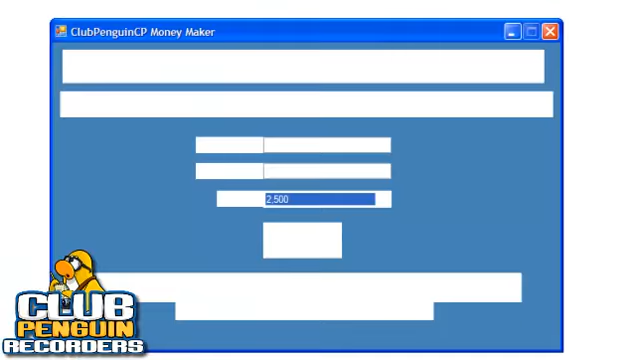 ClubPenguinCP Money Maker
2,500
CLUB
PENGUIN
RECORDERS